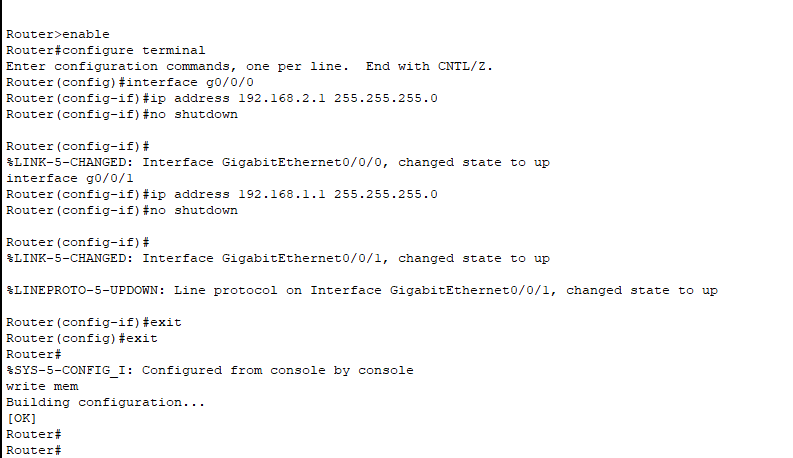 Router>enable
Router#configure terminal
Enter configuration commands, one per line.  End with CNTL/Z.
Router(config)#interface g0/0/0
Router(config-if)#ip address 192.168.2.1 255.255.255.0
Router(config-if)#no shutdown
Router(config-if)#
%LINK-5-CHANGED: Interface GigabitEthernet0/0/0, changed state to up
interface g0/0/1
Router(config-if)#ip address 192.168.1.1 255.255.255.0
Router(config-if)#no shutdown
Router(config-if)#
%LINK-5-CHANGED: Interface GigabitEthernet0/0/1, changed state to up
%LINEPROTO-5-UPDOWN: Line protocol on Interface GigabitEthernet0/0/1, changed state to up
Router(config-if)#exit
Router(config)#exit
Router#
%SYS-5-CONFIG_I: Configured from console by console
write mem
Building configuration...
[OK]
Router#
Router#